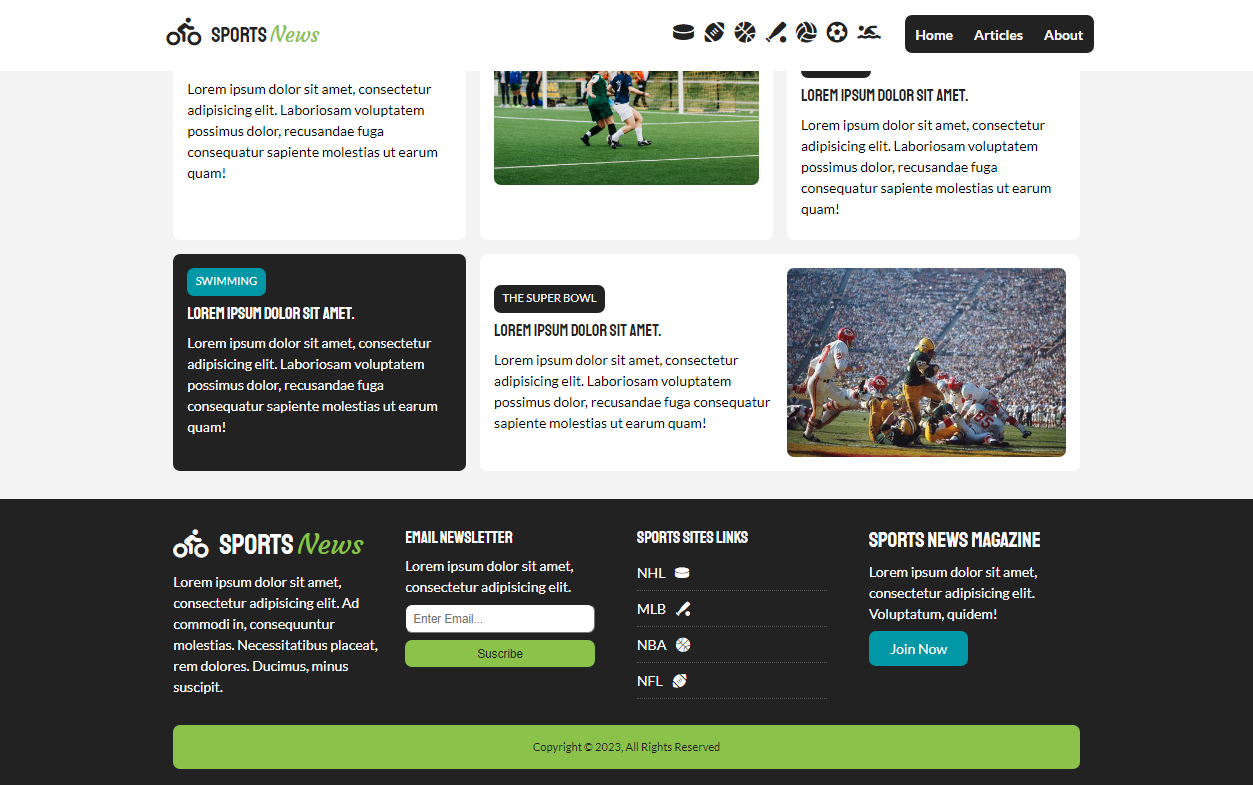 SPORTS News
Home Articles About
Lorem ipsum dolor sit amet, consectetur
adipisicing elit. Laboriosam voluptatem
possimus dolor, recusandae fuga
consequatur sapiente molestias ut earum
quam!
LOREM IPSUM DOLOR SIT AMET.
Lorem ipsum dolor sit amet, consectetur
adipisicing elit. Laboriosam voluptatem
possimus dolor, recusandae fuga
consequatur sapiente molestias ut earum
quam!
SWIMMING
LOREM IPSUM DOLOR SIT AMET.
Lorem ipsum dolor sit amet, consectetur
adipisicing elit. Laboriosam voluptatem
possimus dolor, recusandae fuga
consequatur sapiente molestias ut earum
quam!
THE SUPER BOWL
LOREM IPSUM DOLOR SIT AMET.
Lorem ipsum dolor sit amet, consectetur
adipisicing elit. Laboriosam voluptatem
possimus dolor, recusandae fuga consequatur
sapiente molestias ut earum quam!
SPORTS News
Lorem ipsum dolor sit amet,
consectetur adipisicing elit. Ad
commodi in, consequuntur
molestias. Necessitatibus placeat,
rem dolores. Ducimus, minus
suscipit.
EMAIL NEWSLETTER
Lorem ipsum dolor sit amet,
consectetur adipisicing elit.
Enter Email...
Suscribe
SPORTS SITES LINKS
NHL
MLB
NBA
NFL
SPORTS NEWS MAGAZINE
Lorem ipsum dolor sit amet,
consectetur adipisicing elit.
Voluptatum, quidem!
Join Now
Copyright © 2023, All Rights Reserved